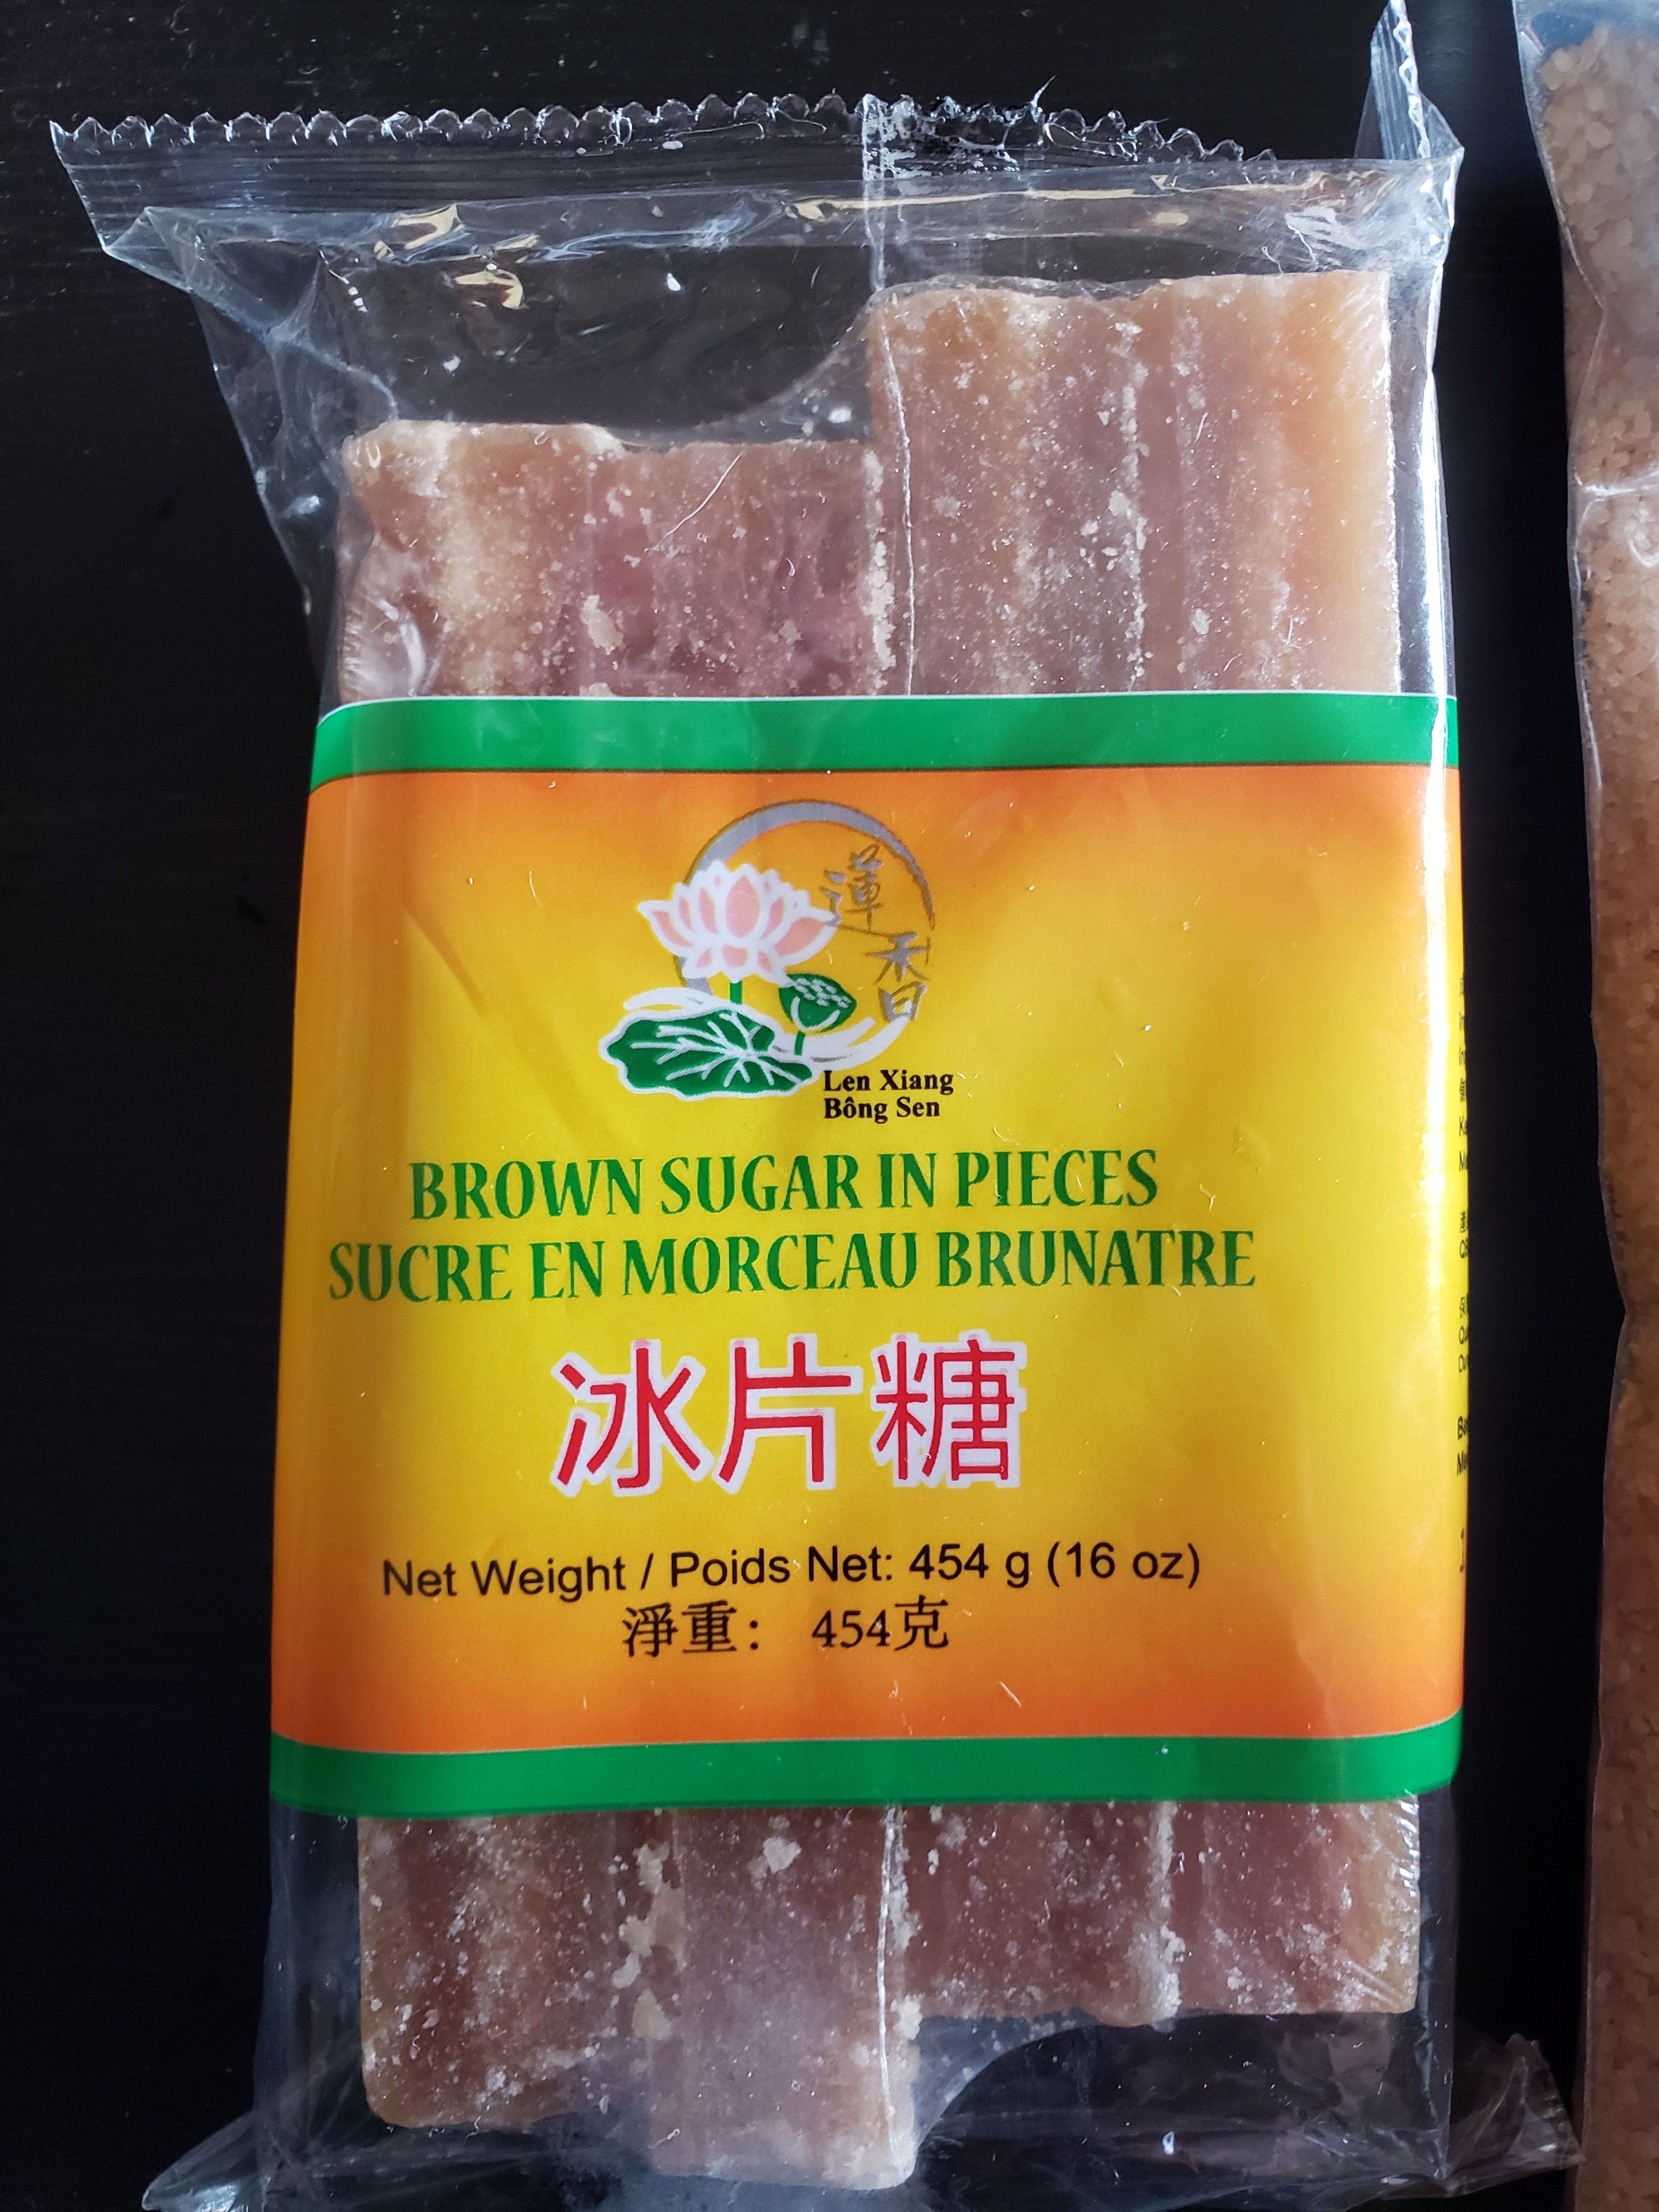 蓮
香
Len Xiang
Bông Sen
BROWN SUGAR IN PIECES
SUCRE EN MORCEAU BRUNATRE
冰片糖
Net Weight / Poids Net: 454 g (16 oz)
淨重： 454克